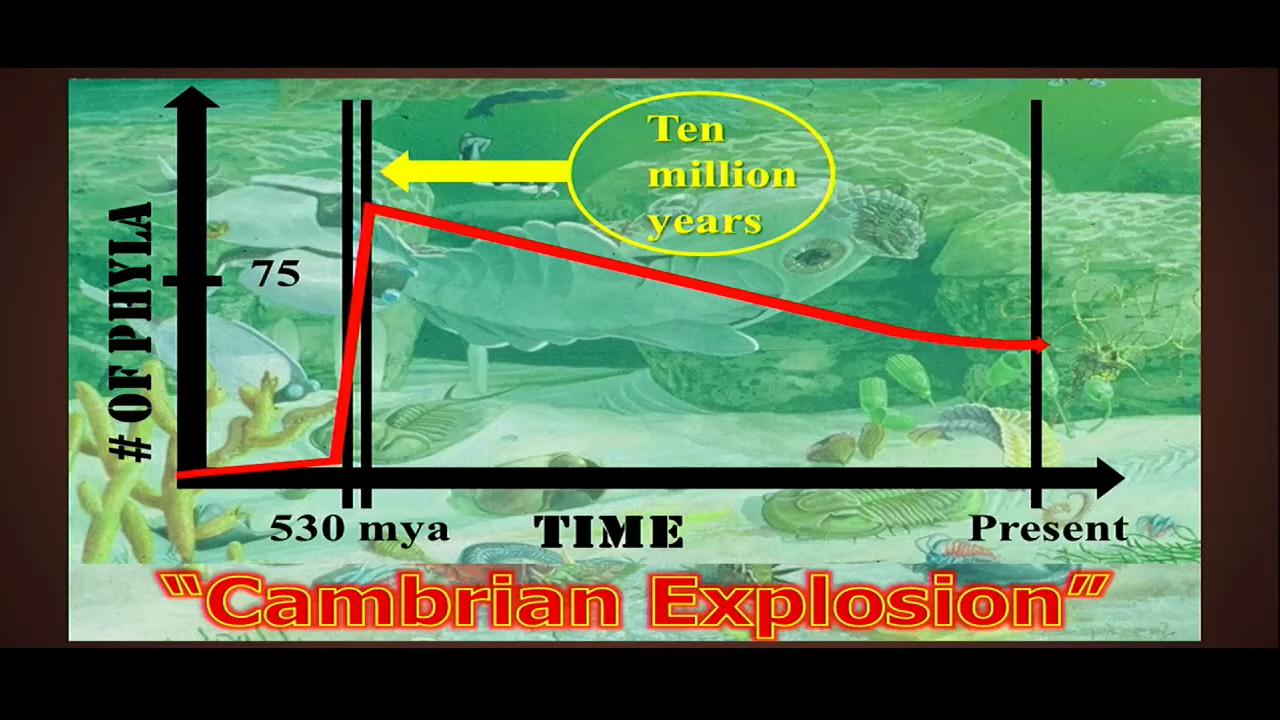 Ten
million
years
# OF PHYLA
75
530 mya
TIME
Present
“Cambrian Explosion”